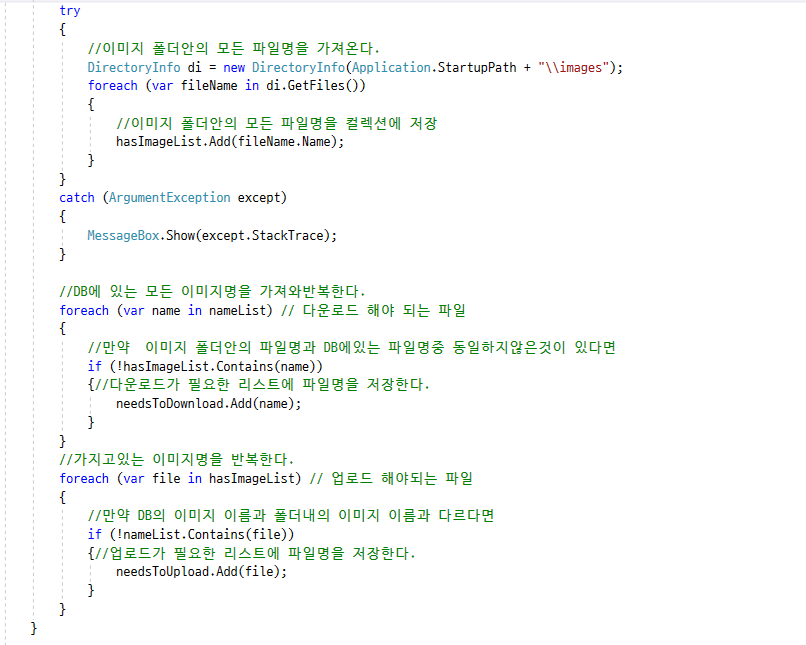 try
{
//이미지 폴더안의 모든 파일명을 가져온다.
DirectoryInfo di = new DirectoryInfo(Application.StartupPath + "\\images");
foreach (var fileName in di.GetFiles())
{
//이미지 폴더안의 모든 파일명을 컬렉션에 저장
hasImageList.Add(fileName.Name);
}
}
catch (ArgumentException except)
{
MessageBox.Show(except.StackTrace);
}
//DB에 있는 모든 이미지명을 가져와반복한다.
foreach (var name in nameList) // 다운로드 해야 되는 파일
{
//만약  이미지 폴더안의 파일명과 DB에있는 파일명중 동일하지않은것이 있다면
if (!hasImageList.Contains(name))
{//다운로드가 필요한 리스트에 파일명을 저장한다.
needsToDownload.Add(name);
}
}
//가지고있는 이미지명을 반복한다.
foreach (var file in hasImageList) // 업로드 해야되는 파일
{
//만약 DB의 이미지 이름과 폴더내의 이미지 이름과 다르다면
if (!nameList.Contains(file))
{//업로드가 필요한 리스트에 파일명을 저장한다.
needsToUpload.Add(file);
}
}
}